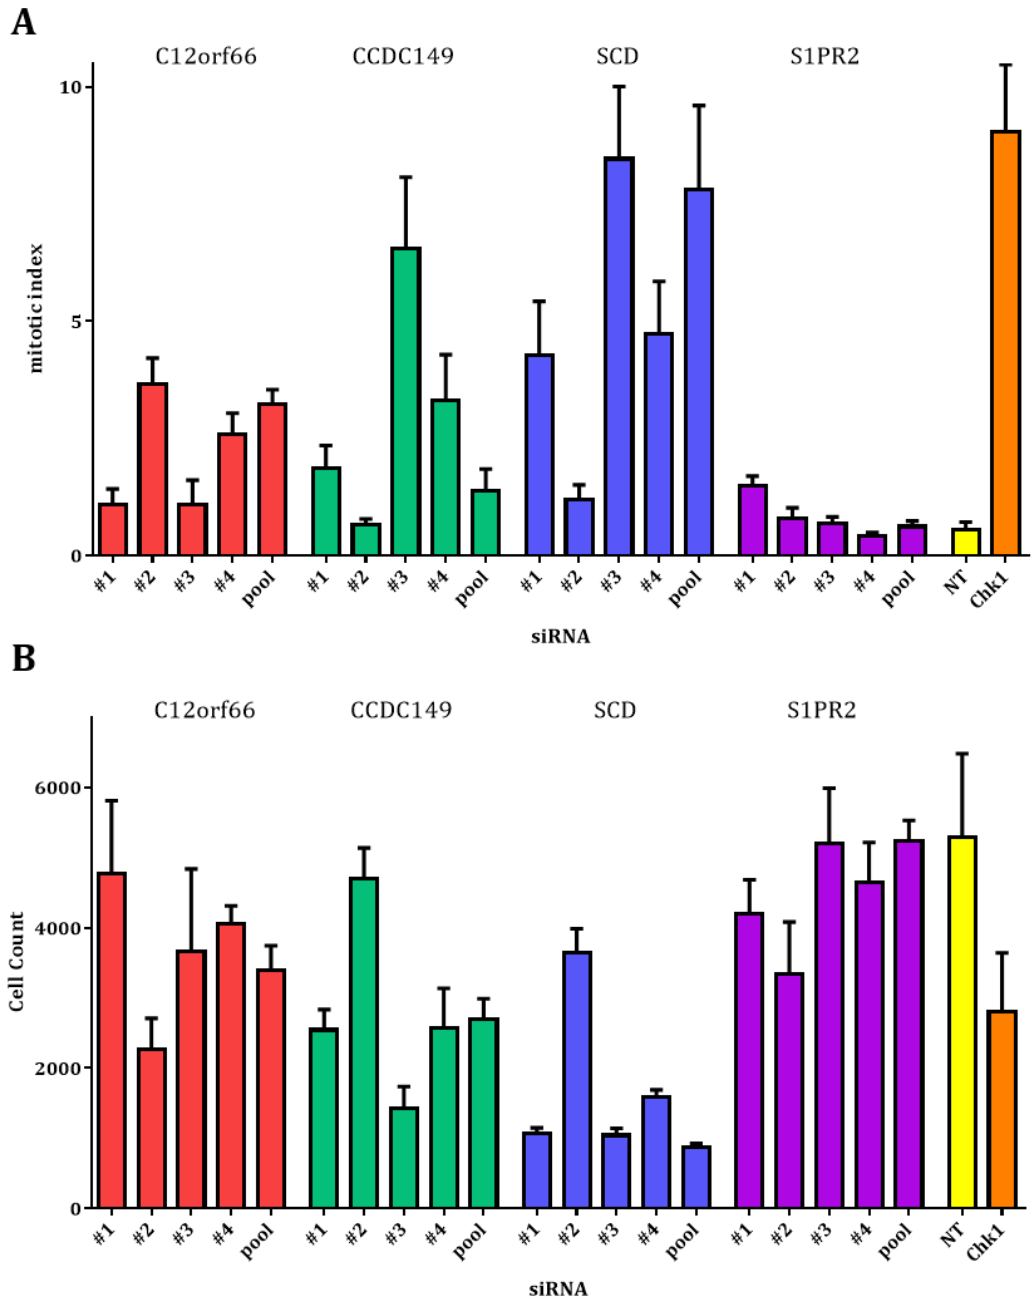 A
C12orf66 CCDC149 SCD S1PR2
10
5
0
mitotic index
#1 #2 #3 #4 pool #1 #2 #3 #4 pool #1 #2 #3 #4 pool #1 #2 #3 #4 pool NT Chk1
siRNA
B
C12orf66 CCDC149 SCD S1PR2
6000
4000
2000
0
Cell Count
#1 #2 #3 #4 pool #1 #2 #3 #4 pool #1 #2 #3 #4 pool #1 #2 #3 #4 pool NT Chk1
siRNA